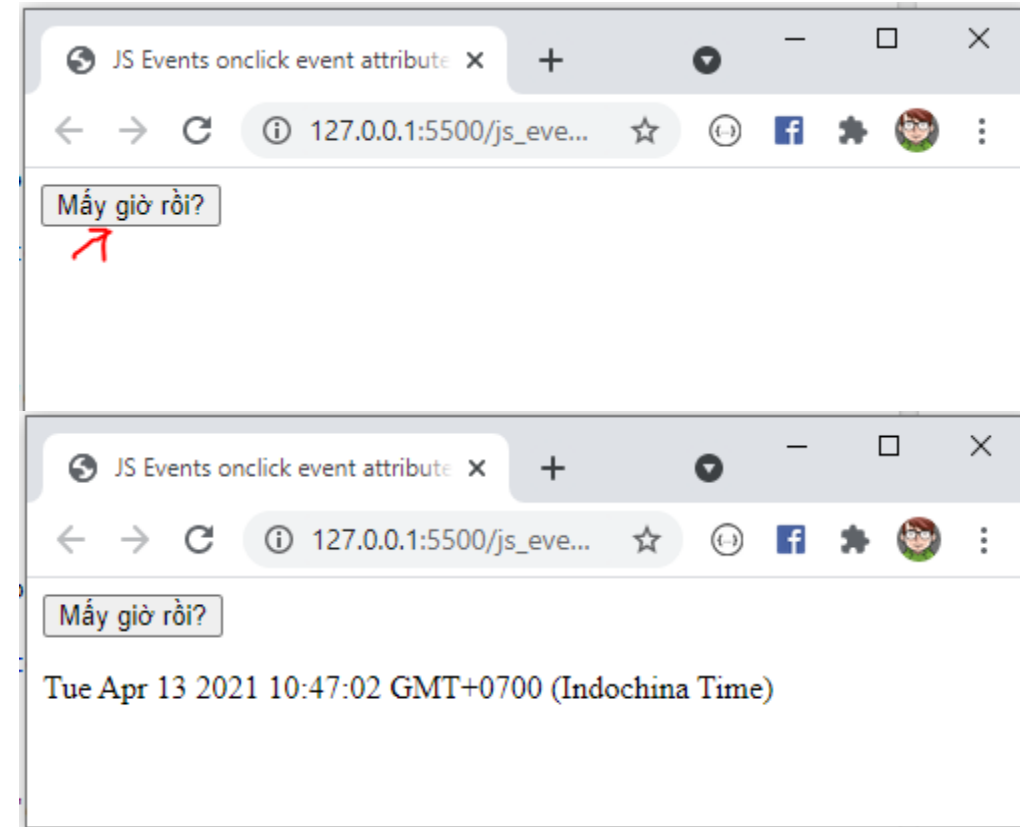 JS Events onclick event attribute
127.0.0.1:5500/js_eve...
Mấy giờ rồi?
JS Events onclick event attribute
127.0.0.1:5500/js_eve...
Mấy giờ rồi?
Tue Apr 13 2021 10:47:02 GMT+0700 (Indochina Time)